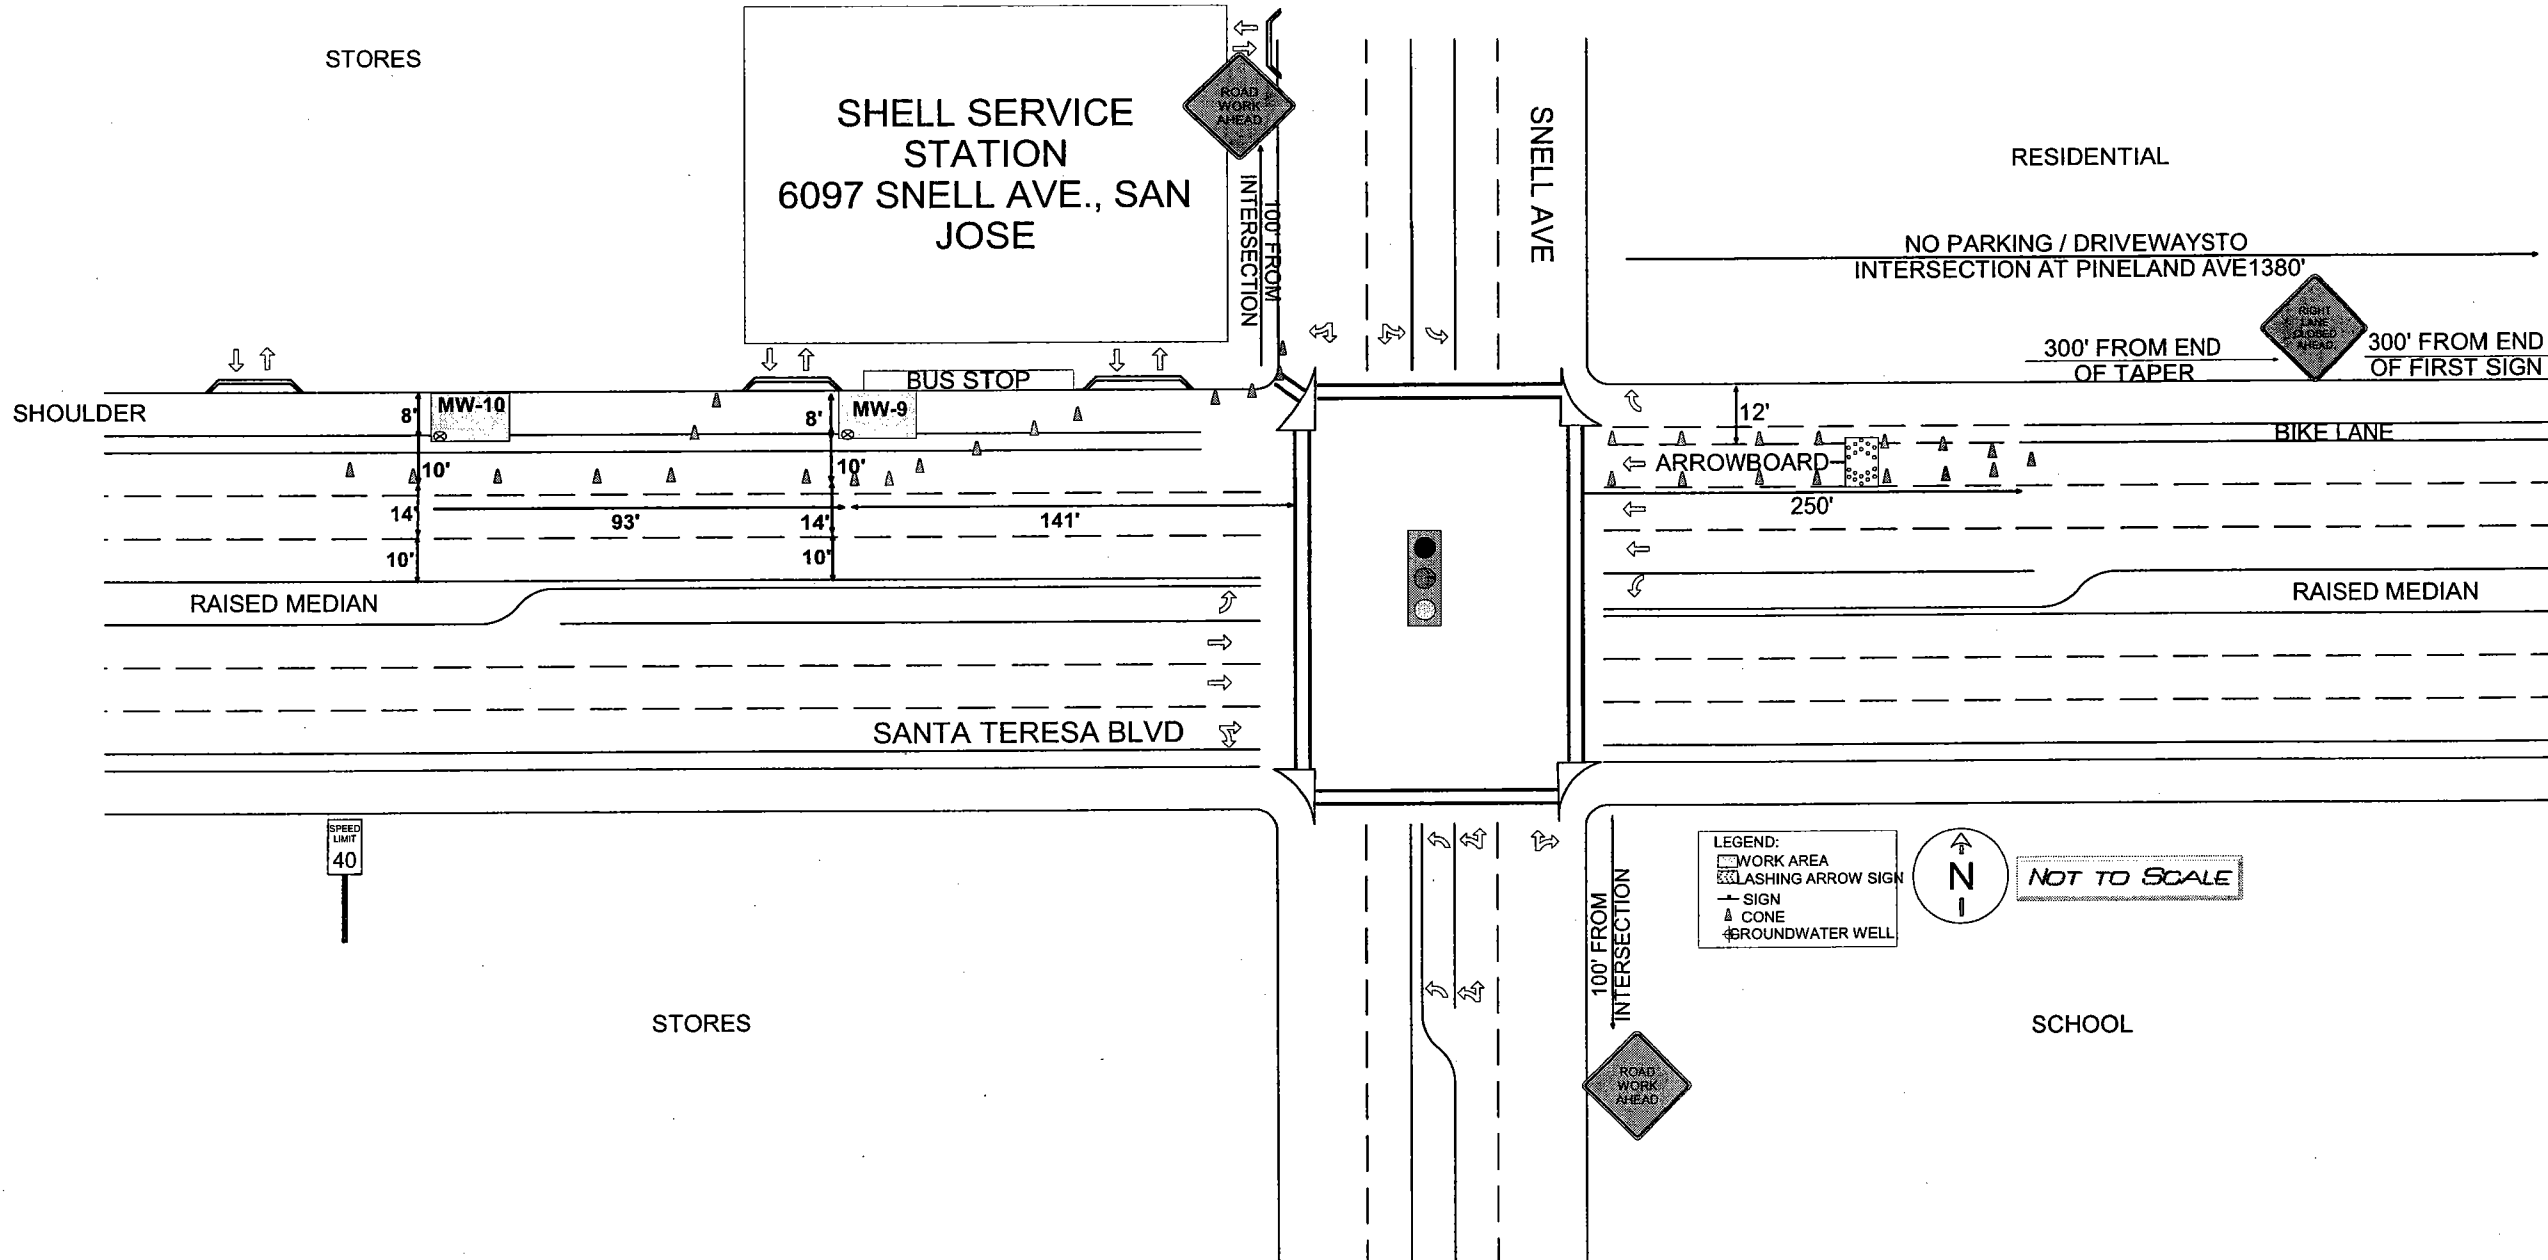 STORES
SHELL SERVICE
STATION
6097 SNELL AVE., SAN
JOSE
ROAD
WORK
AHEAD
100' FROM
INTERSECTION
SNELL AVE
RESIDENTIAL
NO PARKING / DRIVEWAYSTO
INTERSECTION AT PINELAND AVE1380'
RIGHT
LANE
CLOSED
AHEAD
300' FROM END
OF TAPER
300' FROM END
OF FIRST SIGN
BUS STOP
SHOULDER
8'
MW-10
8'
MW-9
12'
BIKE LANE
10'
10'
ARROWBOARD
14'
93'
14'
141'
250'
10'
10'
RAISED MEDIAN
RAISED MEDIAN
SANTA TERESA BLVD
SPEED
LIMIT
40
LEGEND:
WORK AREA
LASHING ARROW SIGN
SIGN
CONE
GROUNDWATER WELL
N
NOT TO SCALE
100' FROM
INTERSECTION
STORES
SCHOOL
ROAD
WORK
AHEAD